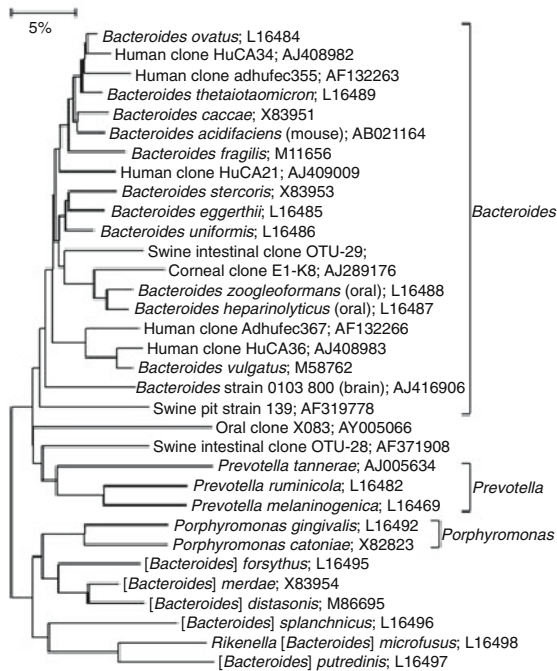 5%
Bacteroides ovatus; L16484
Human clone HuCA34; AJ408982
Human clone adhufec355; AF132263
Bacteroides thetaiotaomicron; L16489
Bacteroides caccae; X83951
Bacteroides acidifaciens (mouse); AB021164
Bacteroides fragilis; M11656
Human clone HuCA21; AJ409009
Bacteroides stercoris; X83953
Bacteroides eggerthii; L16485
Bacteroides uniformis; L16486
Swine intestinal clone OTU-29;
Corneal clone E1-K8; AJ289176
Bacteroides zoogleoformans (oral); L16488
Bacteroides heparinolyticus (oral); L16487
Human clone Adhufec367; AF132266
Human clone HuCA36; AJ408983
Bacteroides vulgatus; M58762
Bacteroides strain 0103 800 (brain); AJ416906
Swine pit strain 139; AF319778
Bacteroides
Oral clone X083; AY005066
Swine intestinal clone OTU-28; AF371908
Prevotella tannerae; AJ005634
Prevotella ruminicola; L16482
Prevotella melaninogenica; L16469
Prevotella
Porphyromonas gingivalis; L16492
Porphyromonas catoniae; X82823
Porphyromonas
[Bacteroides] forsythus; L16495
[Bacteroides] merdae; X83954
[Bacteroides] distasonis; M86695
[Bacteroides] splanchnicus; L16496
Rikenella [Bacteroides] microfusus; L16498
[Bacteroides] putredinis; L16497